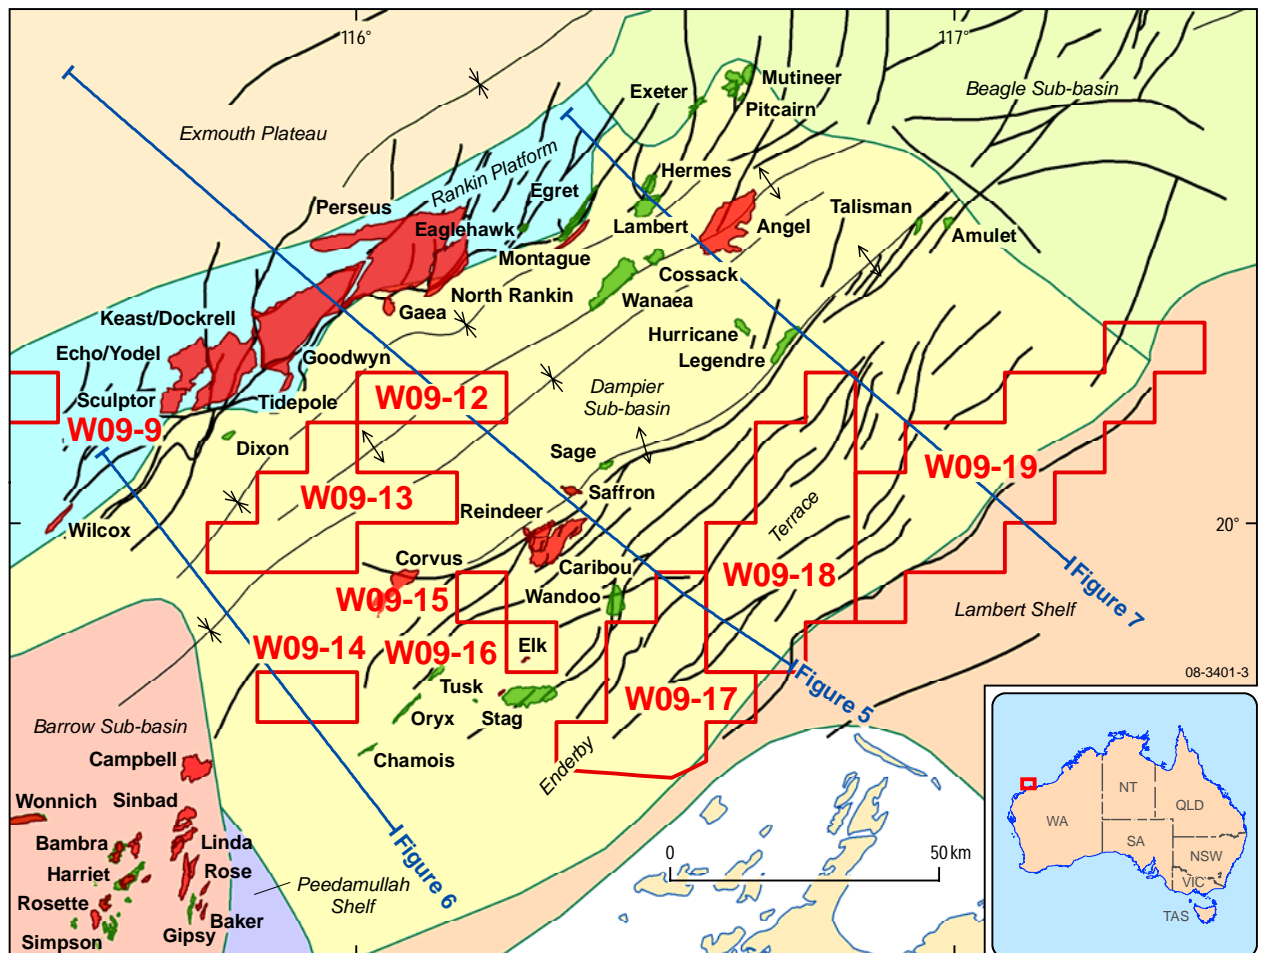 116°
117°
Mutineer
Exeter
Pitcairn
Beagle Sub-basin
Exmouth Plateau
Rankin Platform
Hermes
Egret
Perseus
Talisman
Eaglehawk
Lambert
Angel
Amulet
Montague
Cossack
North Rankin
Wanaea
Gaea
Keast/Dockrell
Hurricane
Echo/Yodel
Goodwyn
Legendre
Dampier
Sub-basin
Sculptor
Tidepole
W09-12
W09-9
Dixon
Sage
W09-19
W09-13
Saffron
Reindeer
Terrace
20°
Wilcox
Corvus
Caribou
W09-18
W09-15
Wandoo
Figure 7
Lambert Shelf
W09-14
W09-16
Elk
08-3401-3
Tusk
W09-17
Figure 5
Oryx
Stag
Barrow Sub-basin
Enderby
Campbell
Chamois
Wonnich
Sinbad
NT
QLD
WA
Bambra
Linda
SA
0
50 km
NSW
Harriet
Rose
Figure 6
VIC
Peedamullah
Shelf
Rosette
Baker
TAS
Simpson
Gipsy